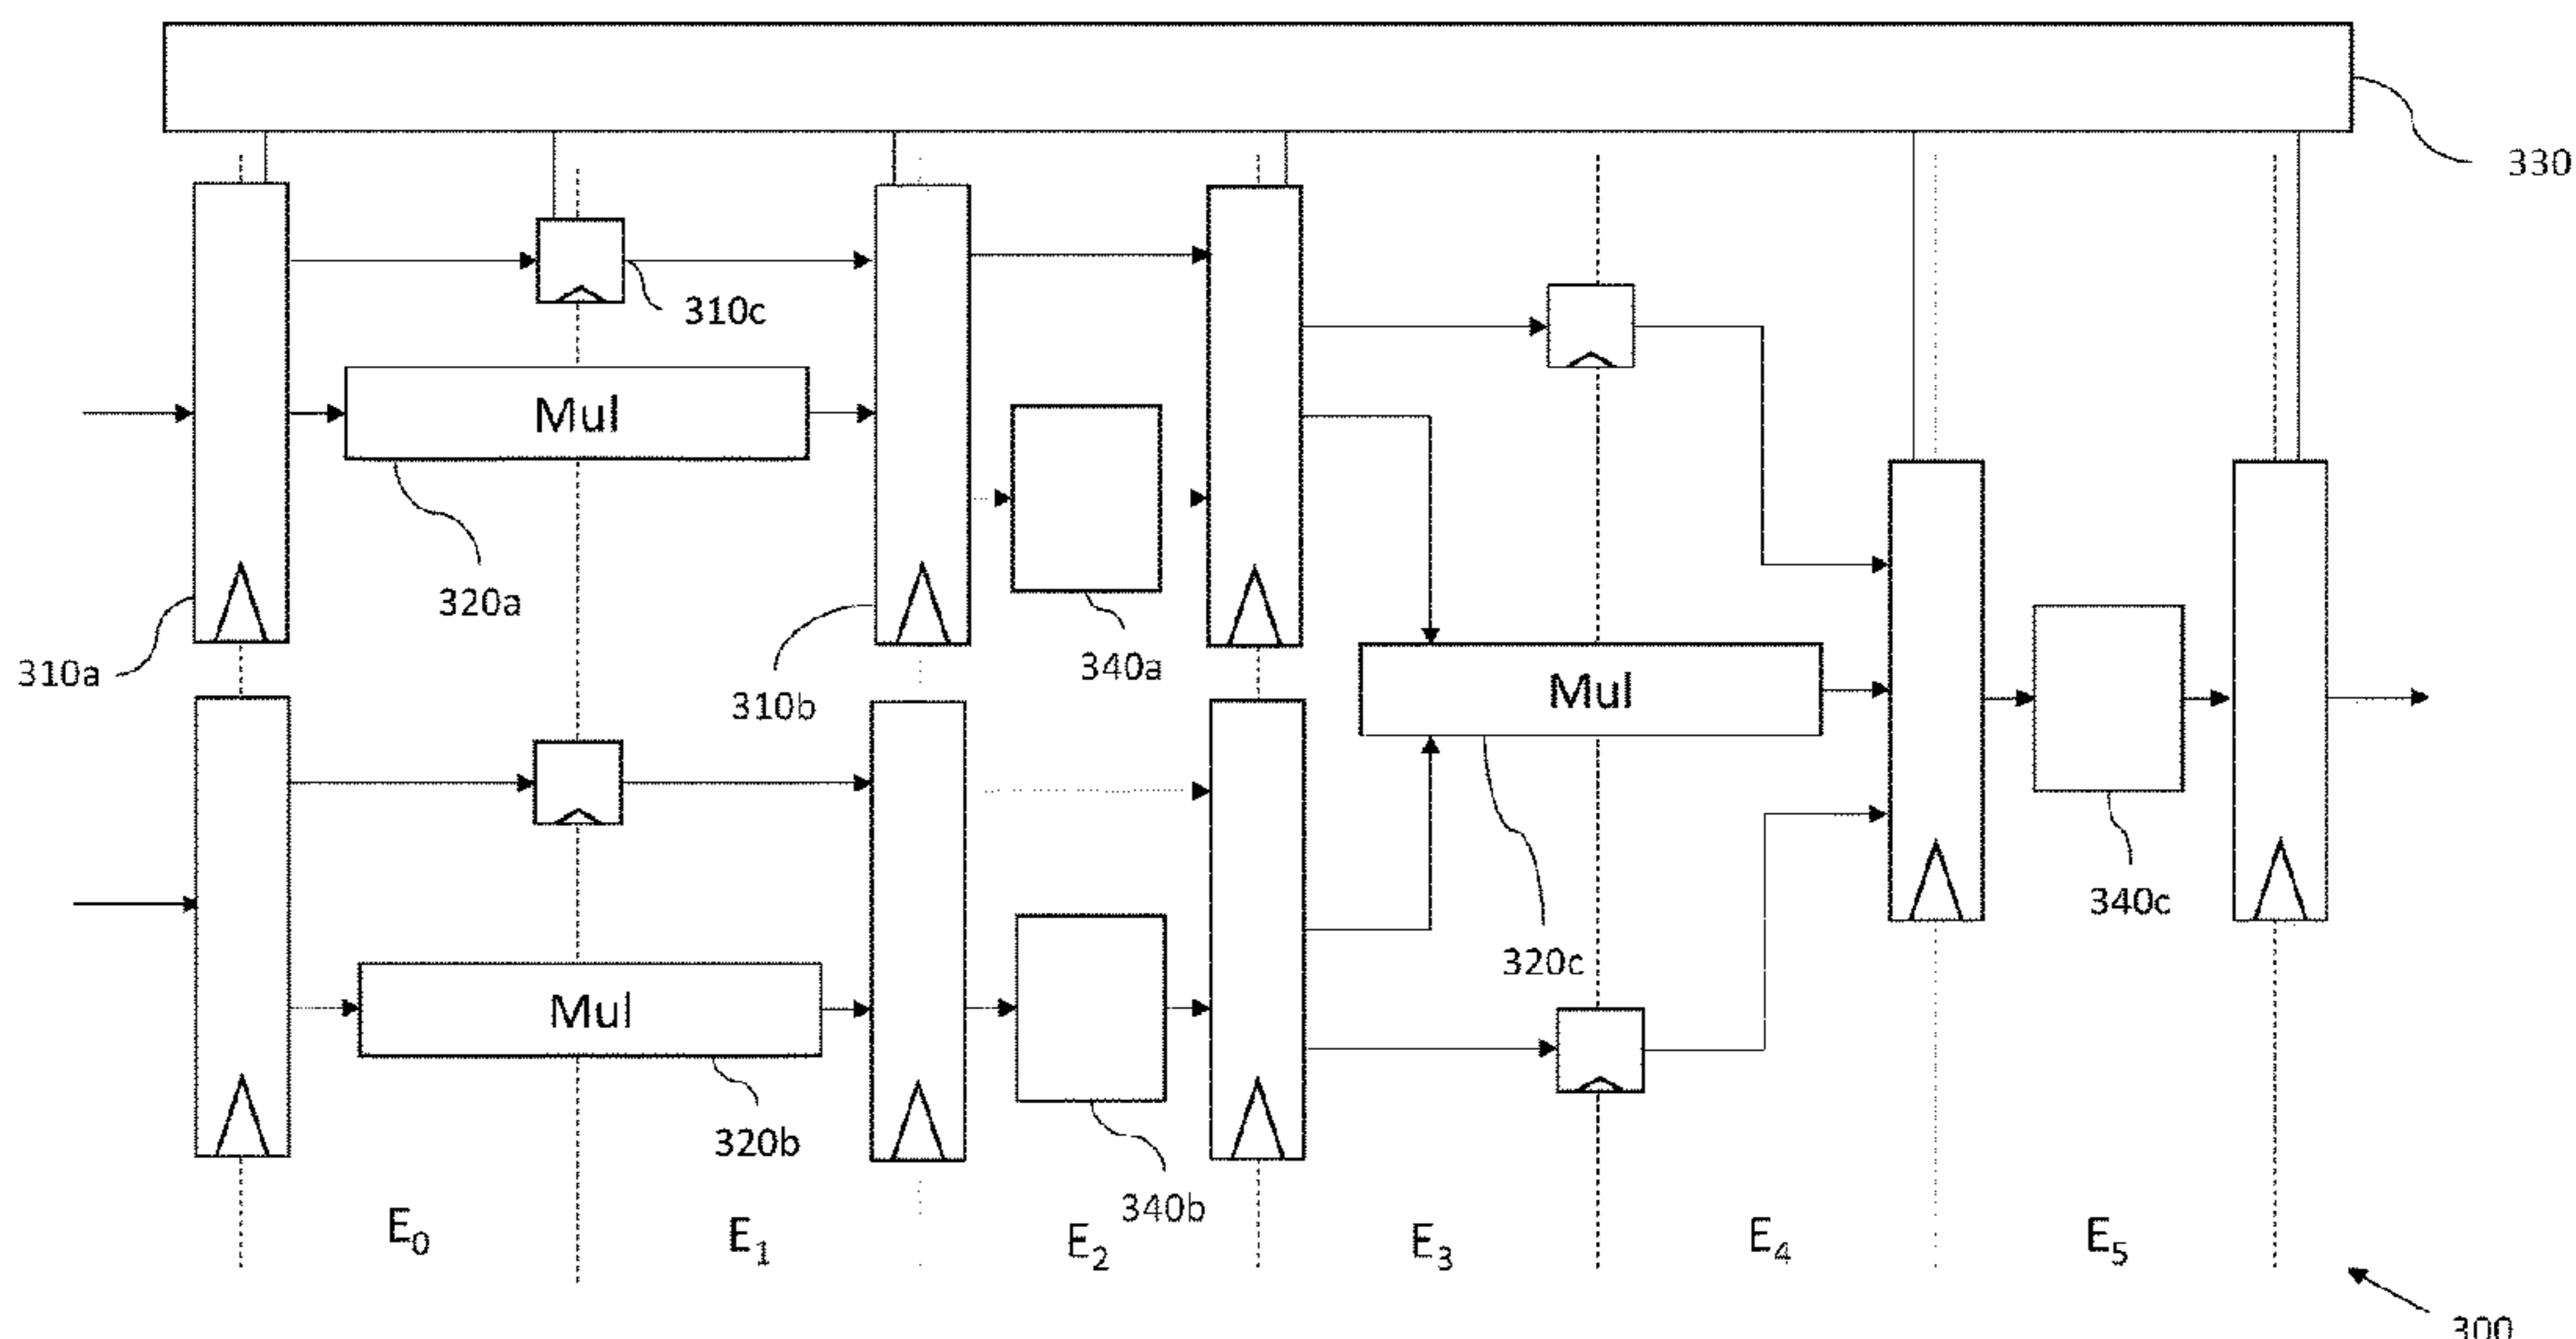 330
310c
Mul
320a
310a
340a
310b
Mul
340c
320c
Mul
320b
340b
E₀
E₁
E₂
E₃
E₄
E₅
300